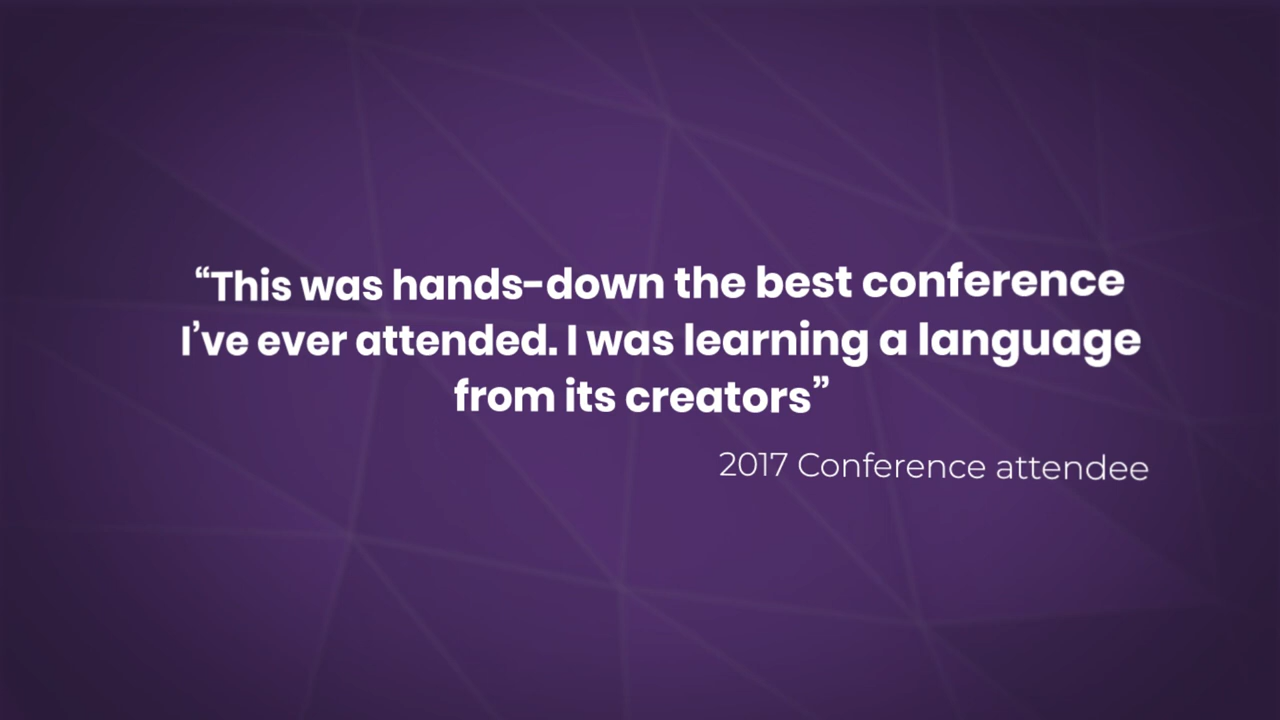 “This was hands-down the best conference
I’ve ever attended. I was learning a language
from its creators”
2017 Conference attendee